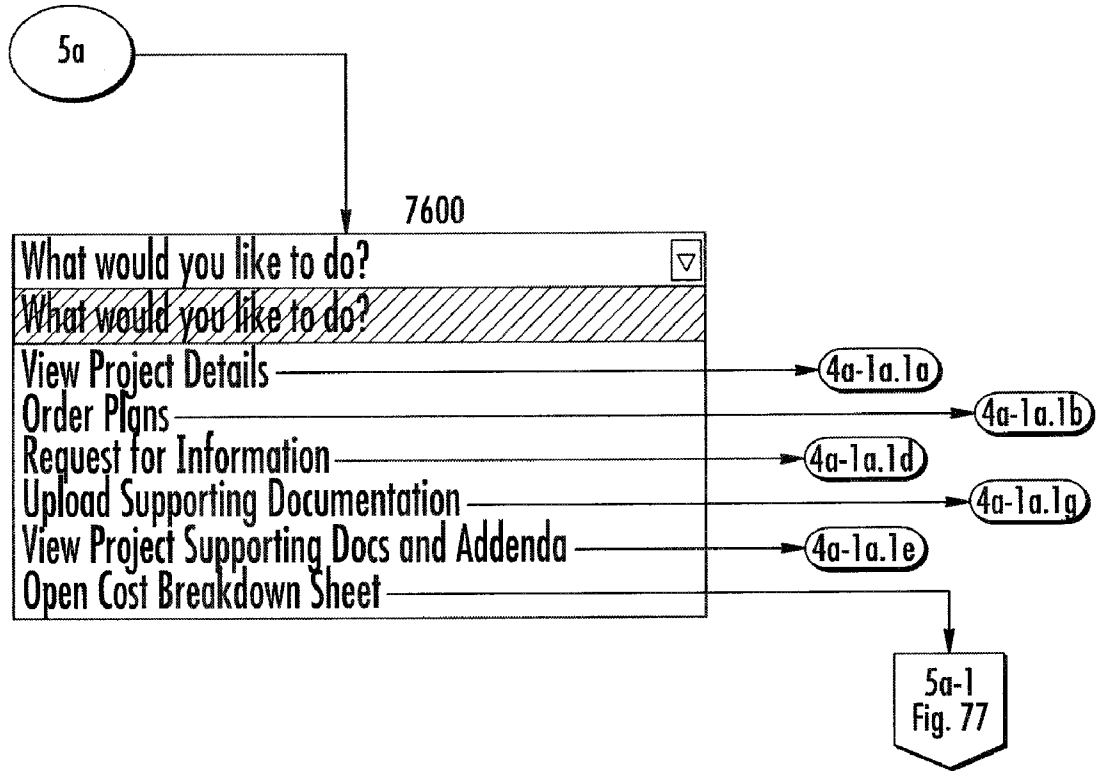 5a
7600
What would you like to do?
What would you like to do?
View Project Details
4a-1a.1a
Order Plans
4a-1a.1b
Request for Information
4a-1a.1d
Upload Supporting Documentation
4a-1a.1g
View Project Supporting Docs and Addenda
4a-1a.1e
Open Cost Breakdown Sheet
5a-1
Fig. 77